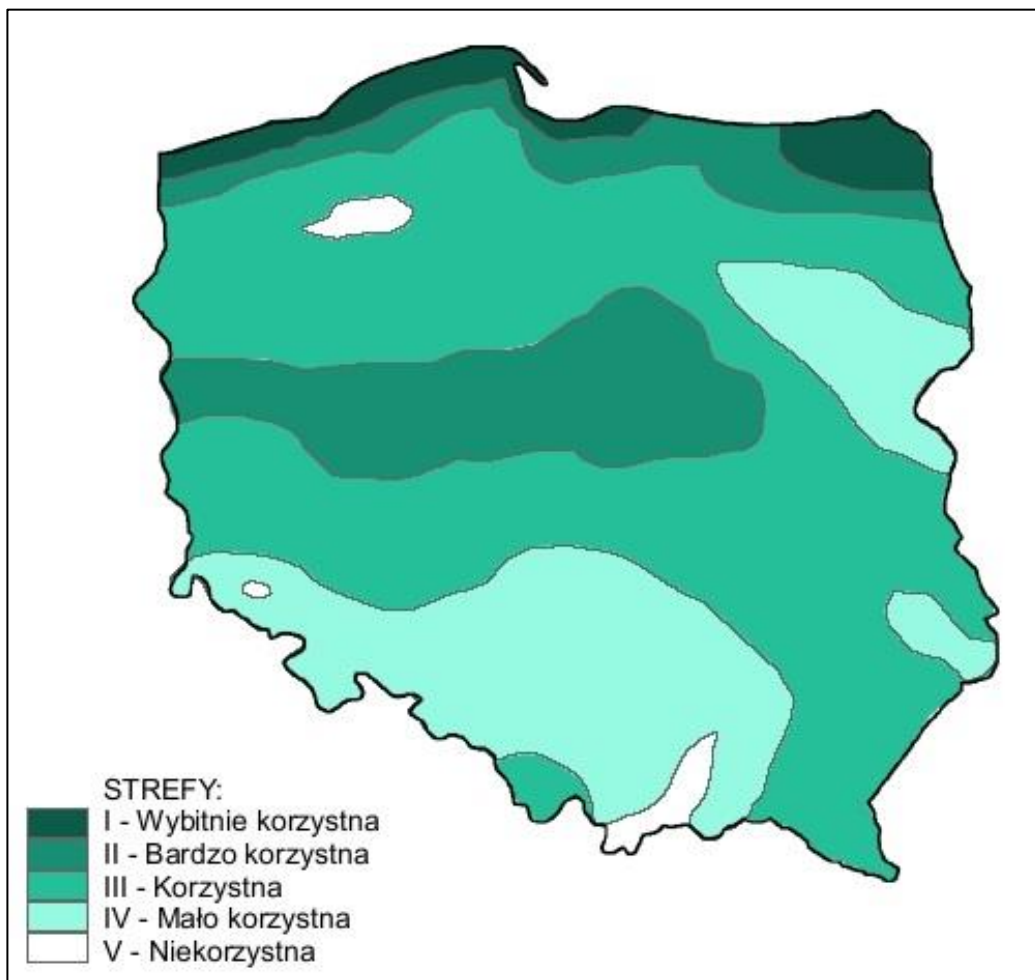 STREFY:
I - Wybitnie korzystna
II - Bardzo korzystna
III - Korzystna
IV - Mało korzystna
V - Niekorzystna